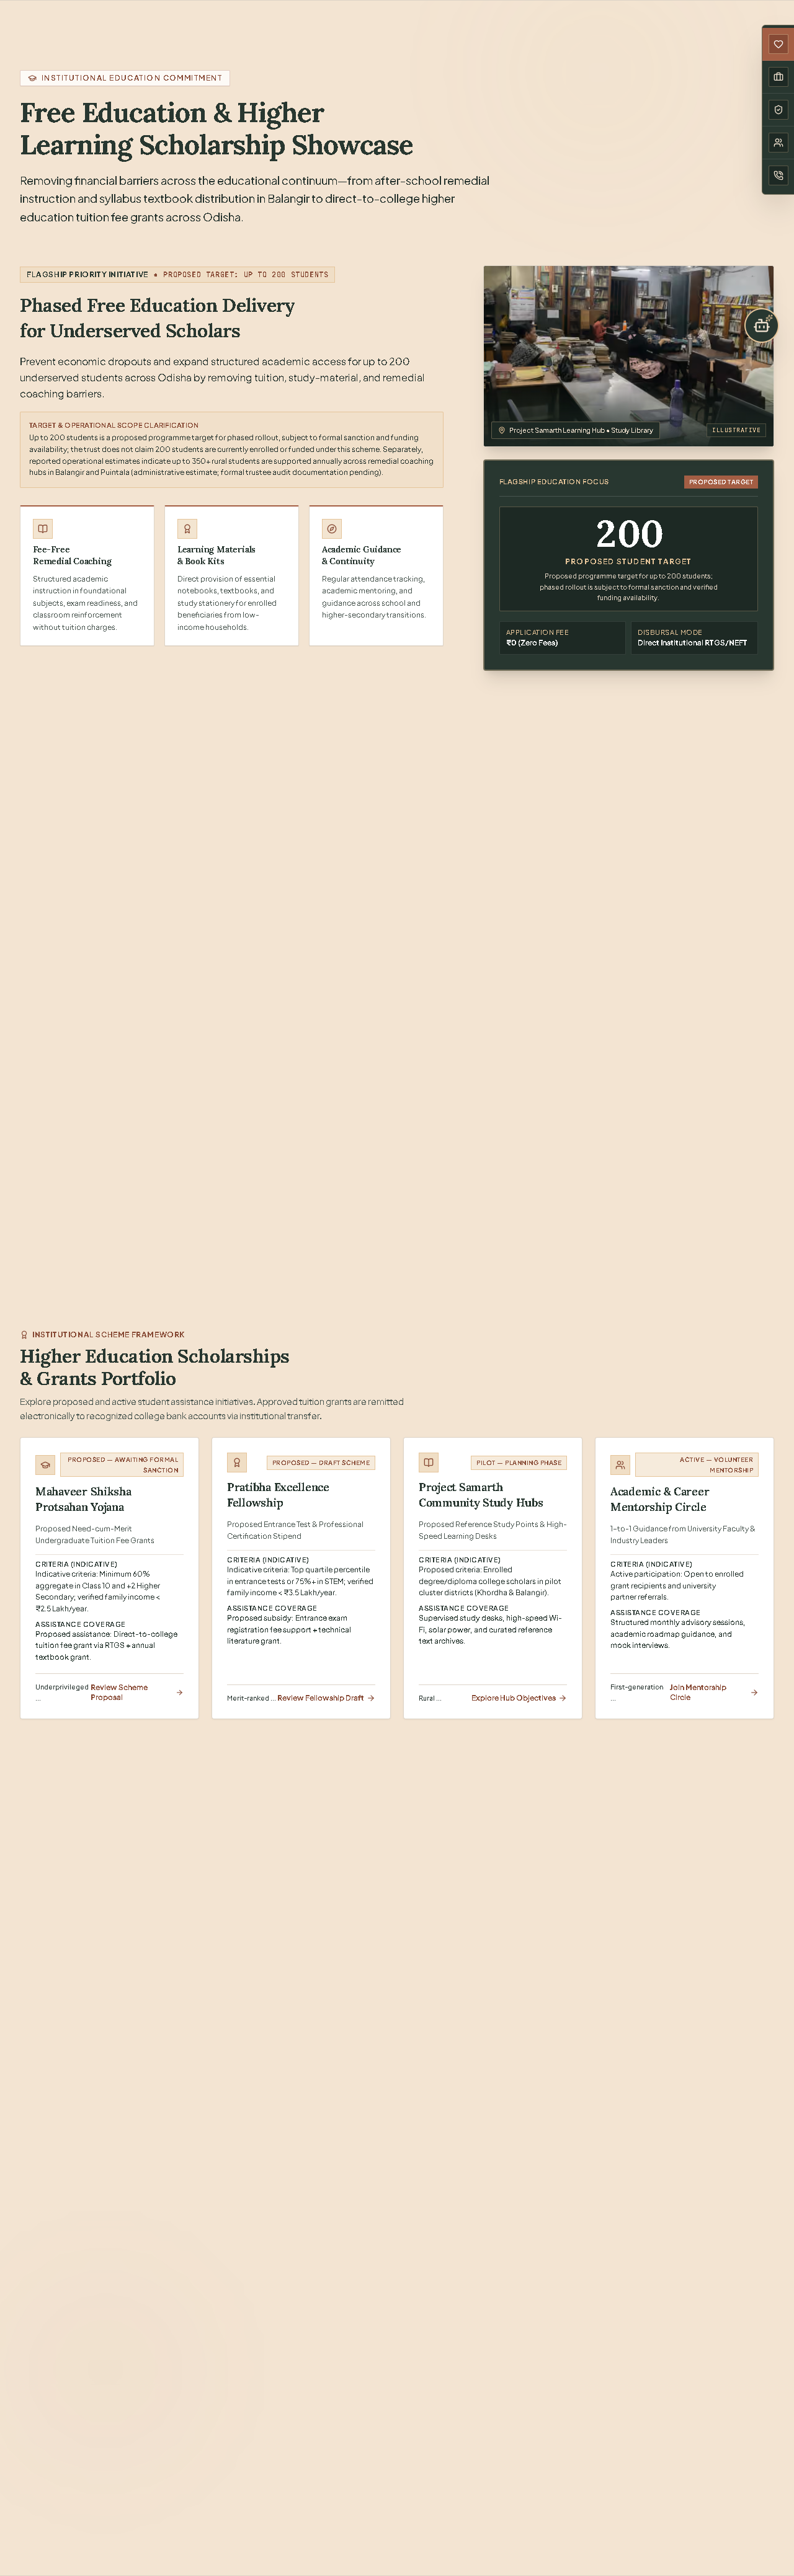 INSTITUTIONAL EDUCATION COMMITMENT
Free Education & Higher
Learning Scholarship Showcase
Removing financial barriers across the educational continuum—from after-school remedial
instruction and syllabus textbook distribution in Balangir to direct-to-college higher
education tuition fee grants across Odisha.
FLAGSHIP PRIORITY INITIATIVE • PROPOSED TARGET: UP TO 200 STUDENTS
Phased Free Education Delivery
for Underserved Scholars
Prevent economic dropouts and expand structured academic access for up to 200
underserved students across Odisha by removing tuition, study-material, and remedial
coaching barriers.
TARGET & OPERATIONAL SCOPE CLARIFICATION
Up to 200 students is a proposed programme target for phased rollout, subject to formal sanction and funding
availability; the trust does not claim 200 students are currently enrolled or funded under this scheme. Separately,
reported operational estimates indicate up to 350+ rural students are supported annually across remedial coaching
hubs in Balangir and Puintala (administrative estimate; formal trustee audit documentation pending).
Fee-Free
Remedial Coaching
Structured academic
instruction in foundational
subjects, exam readiness, and
classroom reinforcement
without tuition charges.
Learning Materials
& Book Kits
Direct provision of essential
notebooks, textbooks, and
study stationery for enrolled
beneficiaries from low-
income households.
Academic Guidance
& Continuity
Regular attendance tracking,
academic mentoring, and
guidance across school and
higher-secondary transitions.
Project Samarth Learning Hub • Study Library
ILLUSTRATIVE
FLAGSHIP EDUCATION FOCUS
PROPOSED TARGET
200
PROPOSED STUDENT TARGET
Proposed programme target for up to 200 students;
phased rollout is subject to formal sanction and verified
funding availability.
APPLICATION FEE
₹0 (Zero Fees)
DISBURSAL MODE
Direct Institutional RTGS/NEFT
INSTITUTIONAL SCHEME FRAMEWORK
Higher Education Scholarships
& Grants Portfolio
Explore proposed and active student assistance initiatives. Approved tuition grants are remitted
electronically to recognized college bank accounts via institutional transfer.
PROPOSED — AWAITING FORMAL
SANCTION
Mahaveer Shiksha
Protsahan Yojana
Proposed Need-cum-Merit
Undergraduate Tuition Fee Grants
CRITERIA (INDICATIVE)
Indicative criteria: Minimum 60%
aggregate in Class 10 and +2 Higher
Secondary; verified family income <
₹2.5 Lakh/year.
ASSISTANCE COVERAGE
Proposed assistance: Direct-to-college
tuition fee grant via RTGS + annual
textbook grant.
Underprivileged ...
Review Scheme
Proposal
PROPOSED — DRAFT SCHEME
Pratibha Excellence
Fellowship
Proposed Entrance Test & Professional
Certification Stipend
CRITERIA (INDICATIVE)
Indicative criteria: Top quartile percentile
in entrance tests or 75%+ in STEM; verified
family income < ₹3.5 Lakh/year.
ASSISTANCE COVERAGE
Proposed subsidy: Entrance exam
registration fee support + technical
literature grant.
Merit-ranked ... Review Fellowship Draft
PILOT — PLANNING PHASE
Project Samarth
Community Study Hubs
Proposed Reference Study Points & High-
Speed Learning Desks
CRITERIA (INDICATIVE)
Proposed criteria: Enrolled
degree/diploma college scholars in pilot
cluster districts (Khordha & Balangir).
ASSISTANCE COVERAGE
Supervised study desks, high-speed Wi-
Fi, solar power, and curated reference
text archives.
Rural ... Explore Hub Objectives
ACTIVE — VOLUNTEER
MENTORSHIP
Academic & Career
Mentorship Circle
1-to-1 Guidance from University Faculty &
Industry Leaders
CRITERIA (INDICATIVE)
Active participation: Open to enrolled
grant recipients and university
partner referrals.
ASSISTANCE COVERAGE
Structured monthly advisory sessions,
academic roadmap guidance, and
mock interviews.
First-generation ...
Join Mentorship
Circle